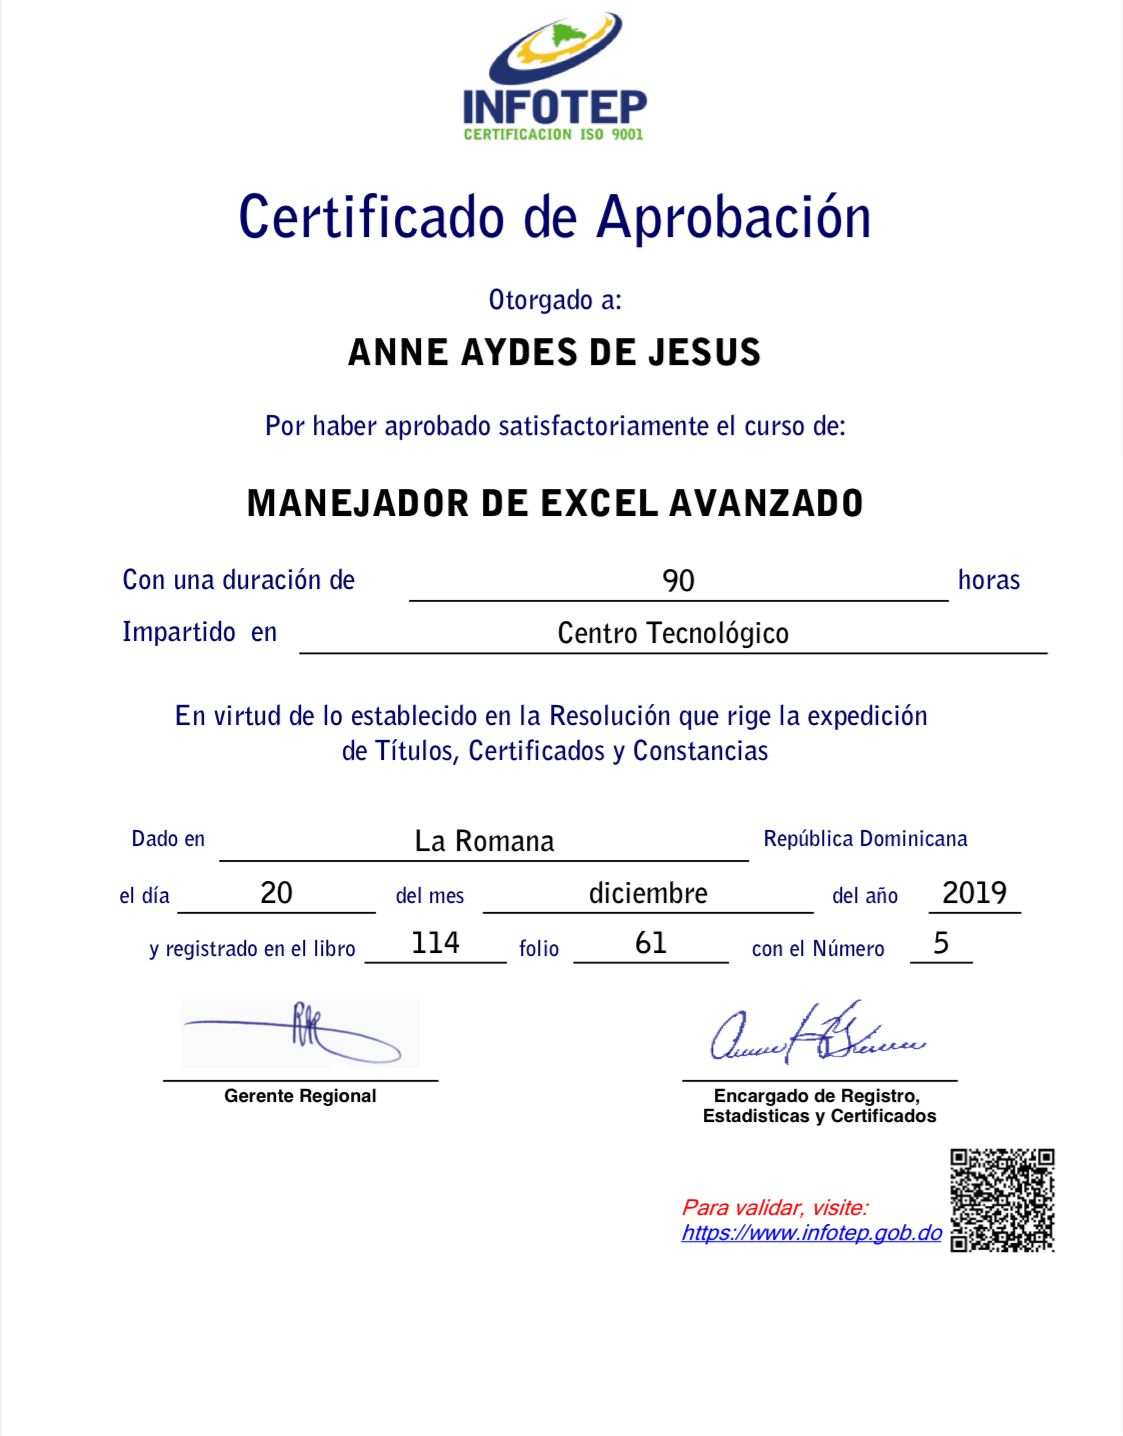 INFOTEP
CERTIFICACION ISO 9001
Certificado de Aprobación
Otorgado a:
ANNE AYDES DE JESUS
Por haber aprobado satisfactoriamente el curso de:
MANEJADOR DE EXCEL AVANZADO
Con una duración de 90 horas
Impartido en Centro Tecnológico
En virtud de lo establecido en la Resolución que rige la expedición
de Títulos, Certificados y Constancias
Dado en La Romana República Dominicana
el día 20 del mes diciembre del año 2019
y registrado en el libro 114 folio 61 con el Número 5
Gerente Regional
Encargado de Registro,
Estadisticas y Certificados
Para validar, visite:
https://www.infotep.gob.do